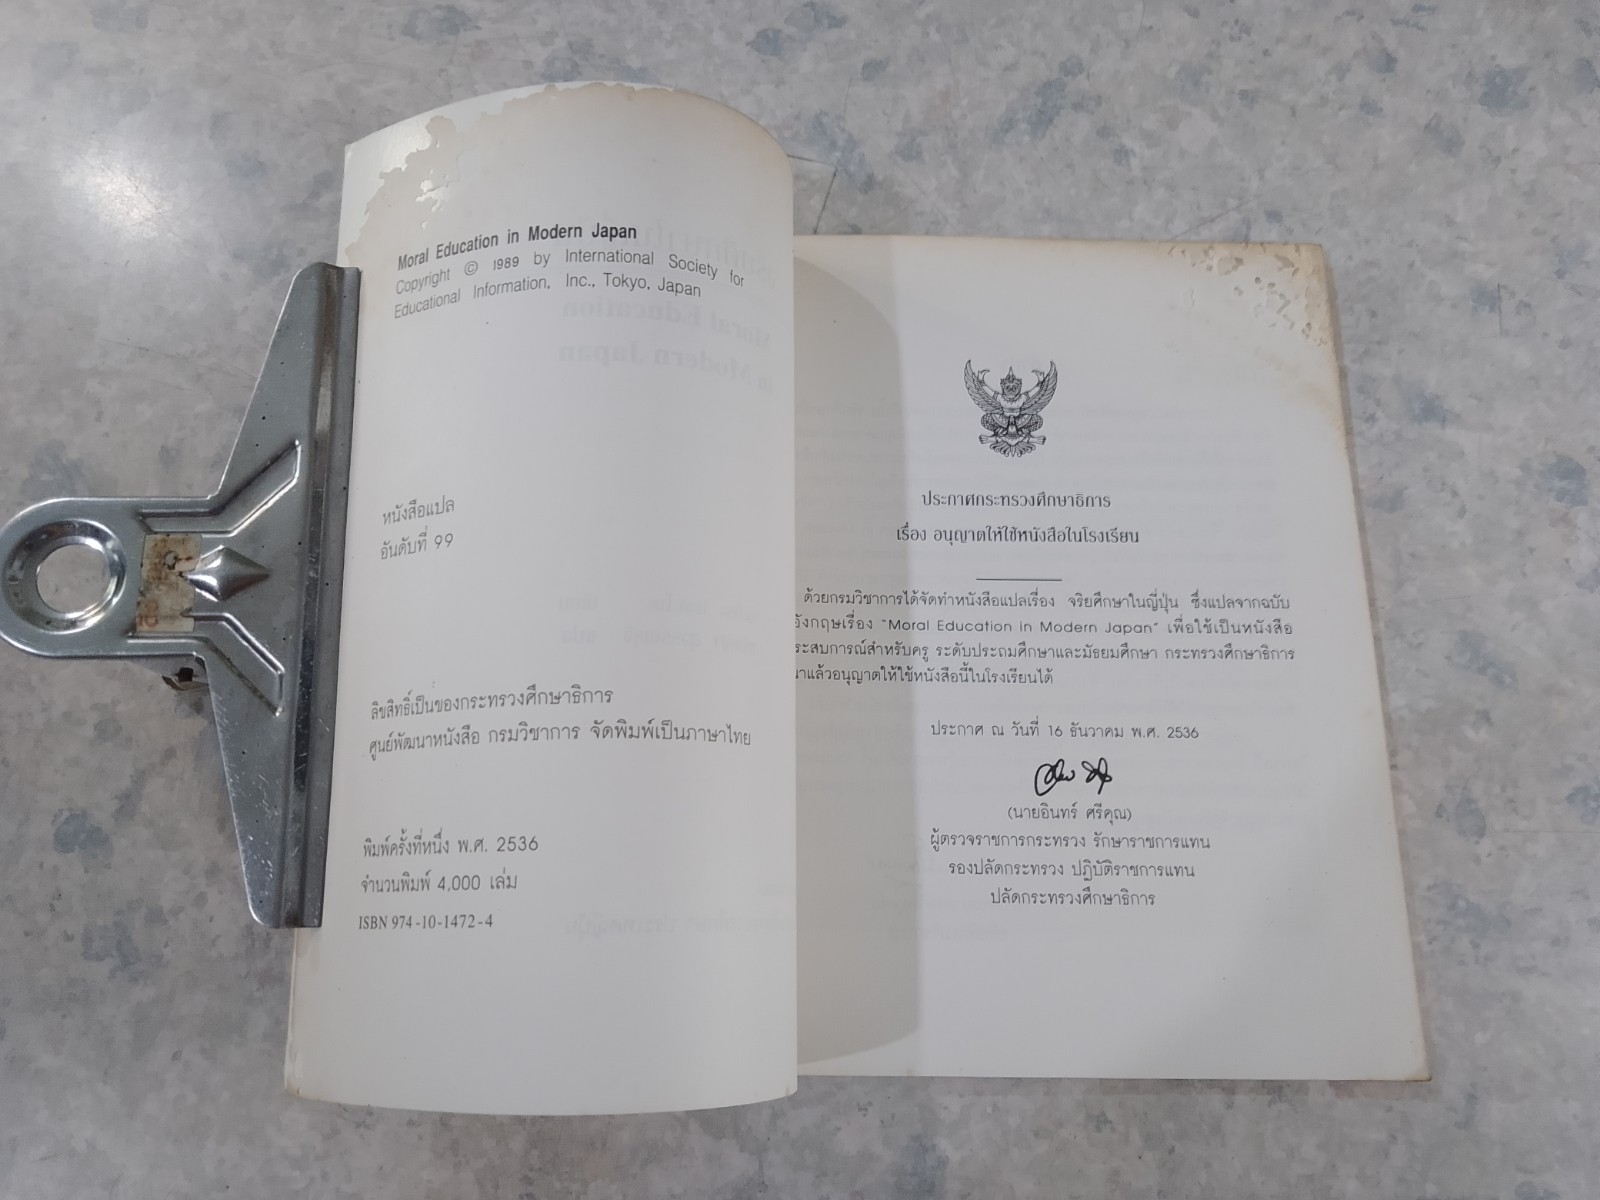 Moral Education in Modern Japan
Copyright © 1989 by International Society for
Educational Information, Inc., Tokyo, Japan
หนังสือแปล
อันดับที่ 99
ลิขสิทธิ์เป็นของกระทรวงศึกษาธิการ
ศูนย์พัฒนาหนังสือ กรมวิชาการ จัดพิมพ์เป็นภาษาไทย
พิมพ์ครั้งที่หนึ่ง พ.ศ. 2536
จำนวนพิมพ์ 4,000 เล่ม
ISBN 974-10-1472-4
ประกาศกระทรวงศึกษาธิการ
เรื่อง อนุญาตให้ใช้หนังสือในโรงเรียน
ด้วยกรมวิชาการได้จัดทำหนังสือแปลเรื่อง จริยศึกษาในญี่ปุ่น ซึ่งแปลจากฉบับ
อังกฤษเรื่อง "Moral Education in Modern Japan" เพื่อใช้เป็นหนังสือ
ระสบการณ์สำหรับครู ระดับประถมศึกษาและมัธยมศึกษา กระทรวงศึกษาธิการ
นาแล้วอนุญาตให้ใช้หนังสือนี้ในโรงเรียนได้
ประกาศ ณ วันที่ 16 ธันวาคม พ.ศ. 2536
(นายอินทร์ ศรีคุณ)
ผู้ตรวจราชการกระทรวง รักษาราชการแทน
รองปลัดกระทรวง ปฏิบัติราชการแทน
ปลัดกระทรวงศึกษาธิการ